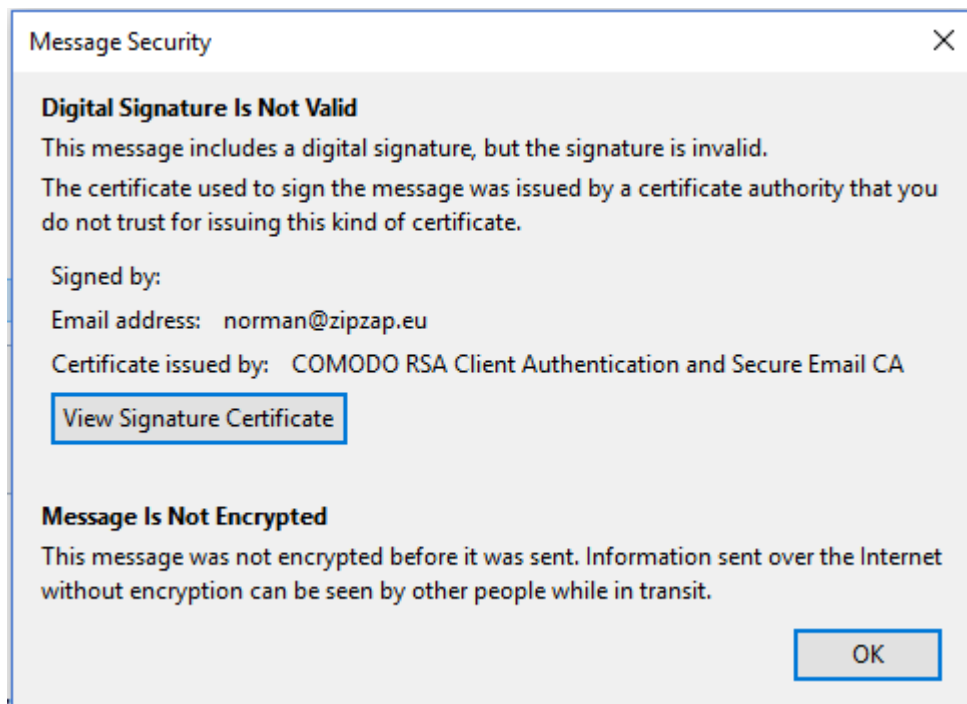 Message Security
Digital Signature Is Not Valid
This message includes a digital signature, but the signature is invalid.
The certificate used to sign the message was issued by a certificate authority that you
do not trust for issuing this kind of certificate.
Signed by:
Email address: norman@zipzap.eu
Certificate issued by: COMODO RSA Client Authentication and Secure Email CA
View Signature Certificate
Message Is Not Encrypted
This message was not encrypted before it was sent. Information sent over the Internet
without encryption can be seen by other people while in transit.
OK